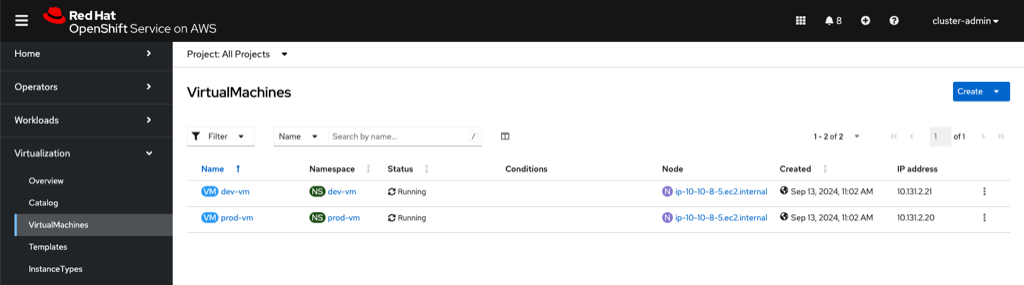 Red Hat
OpenShift Service on AWS
8
cluster-admin
Home
Operators
Workloads
Virtualization
Overview
Catalog
VirtualMachines
Templates
InstanceTypes
Project: All Projects
VirtualMachines
Create
Filter
Name
Search by name...
/
1 - 2 of 2
1 of 1
Name Namespace Status Conditions Node Created IP address
VM dev-vm NS dev-vm Running N ip-10-10-8-5.ec2.internal Sep 13, 2024, 11:02 AM 10.131.2.21
VM prod-vm NS prod-vm Running N ip-10-10-8-5.ec2.internal Sep 13, 2024, 11:02 AM 10.131.2.20